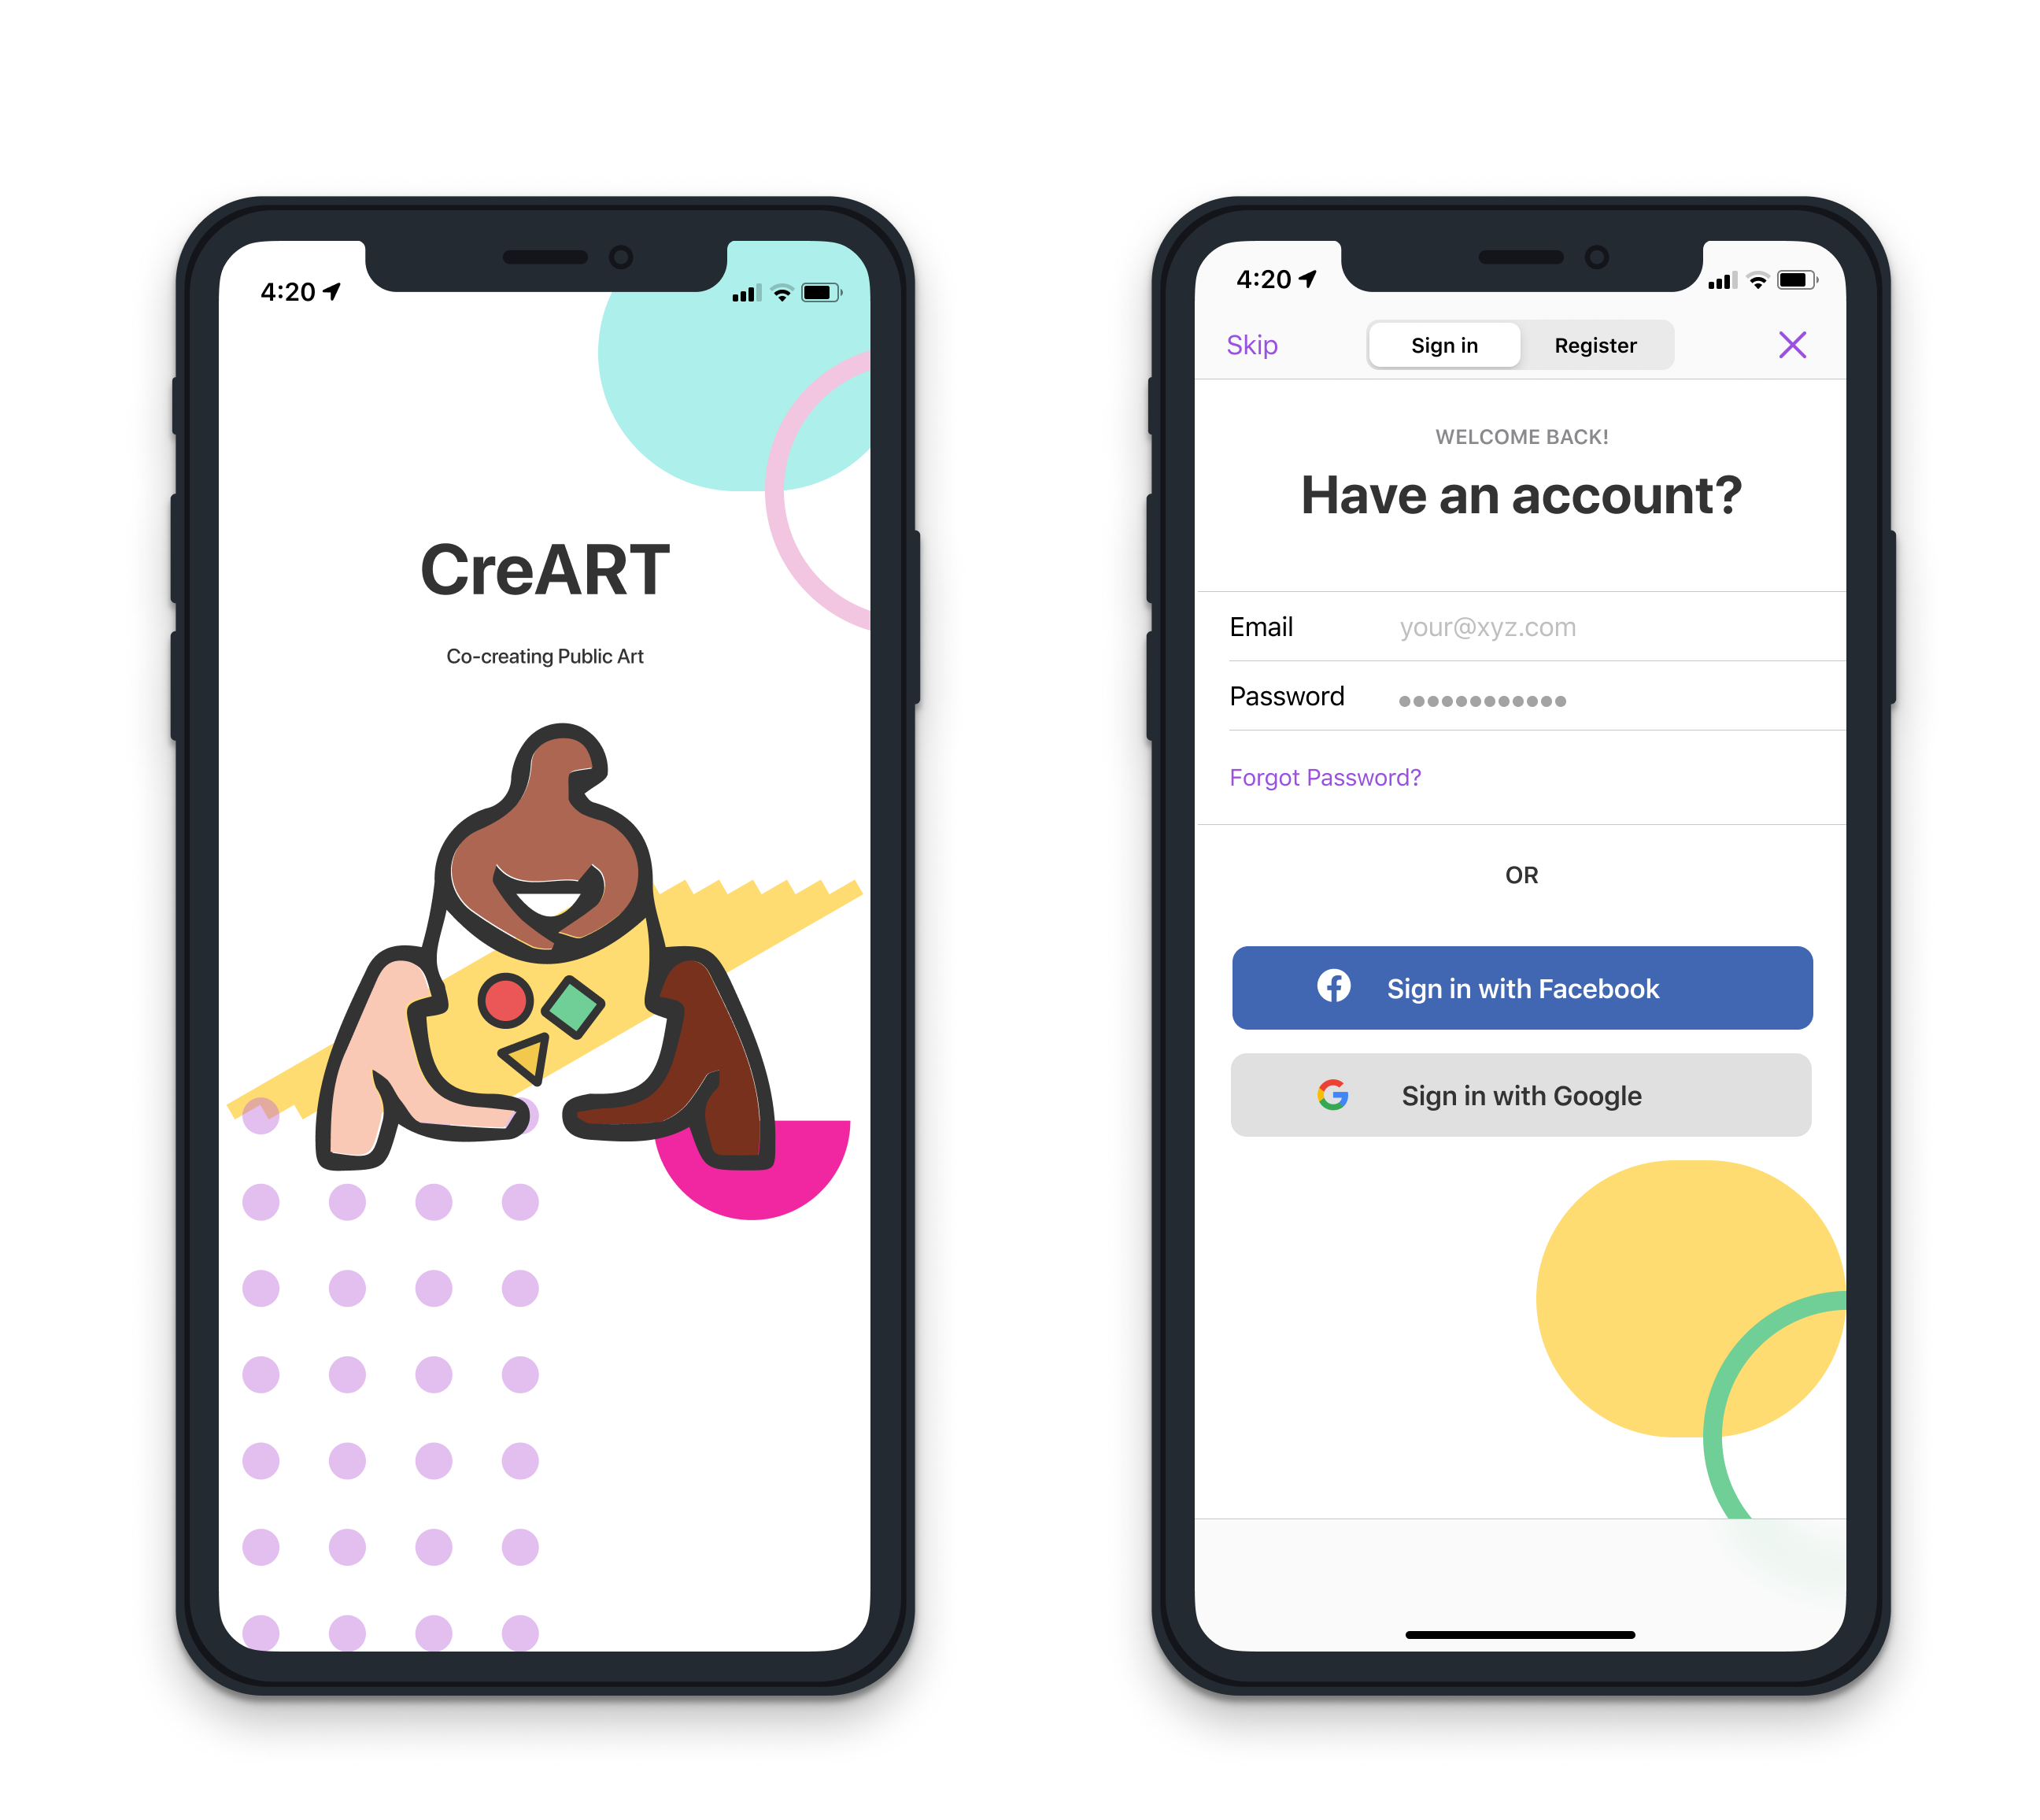 4:20
CreART
Co-creating Public Art
4:20
Skip
Sign in
Register
WELCOME BACK!
Have an account?
Email your@xyz.com
Password
Forgot Password?
OR
Sign in with Facebook
Sign in with Google